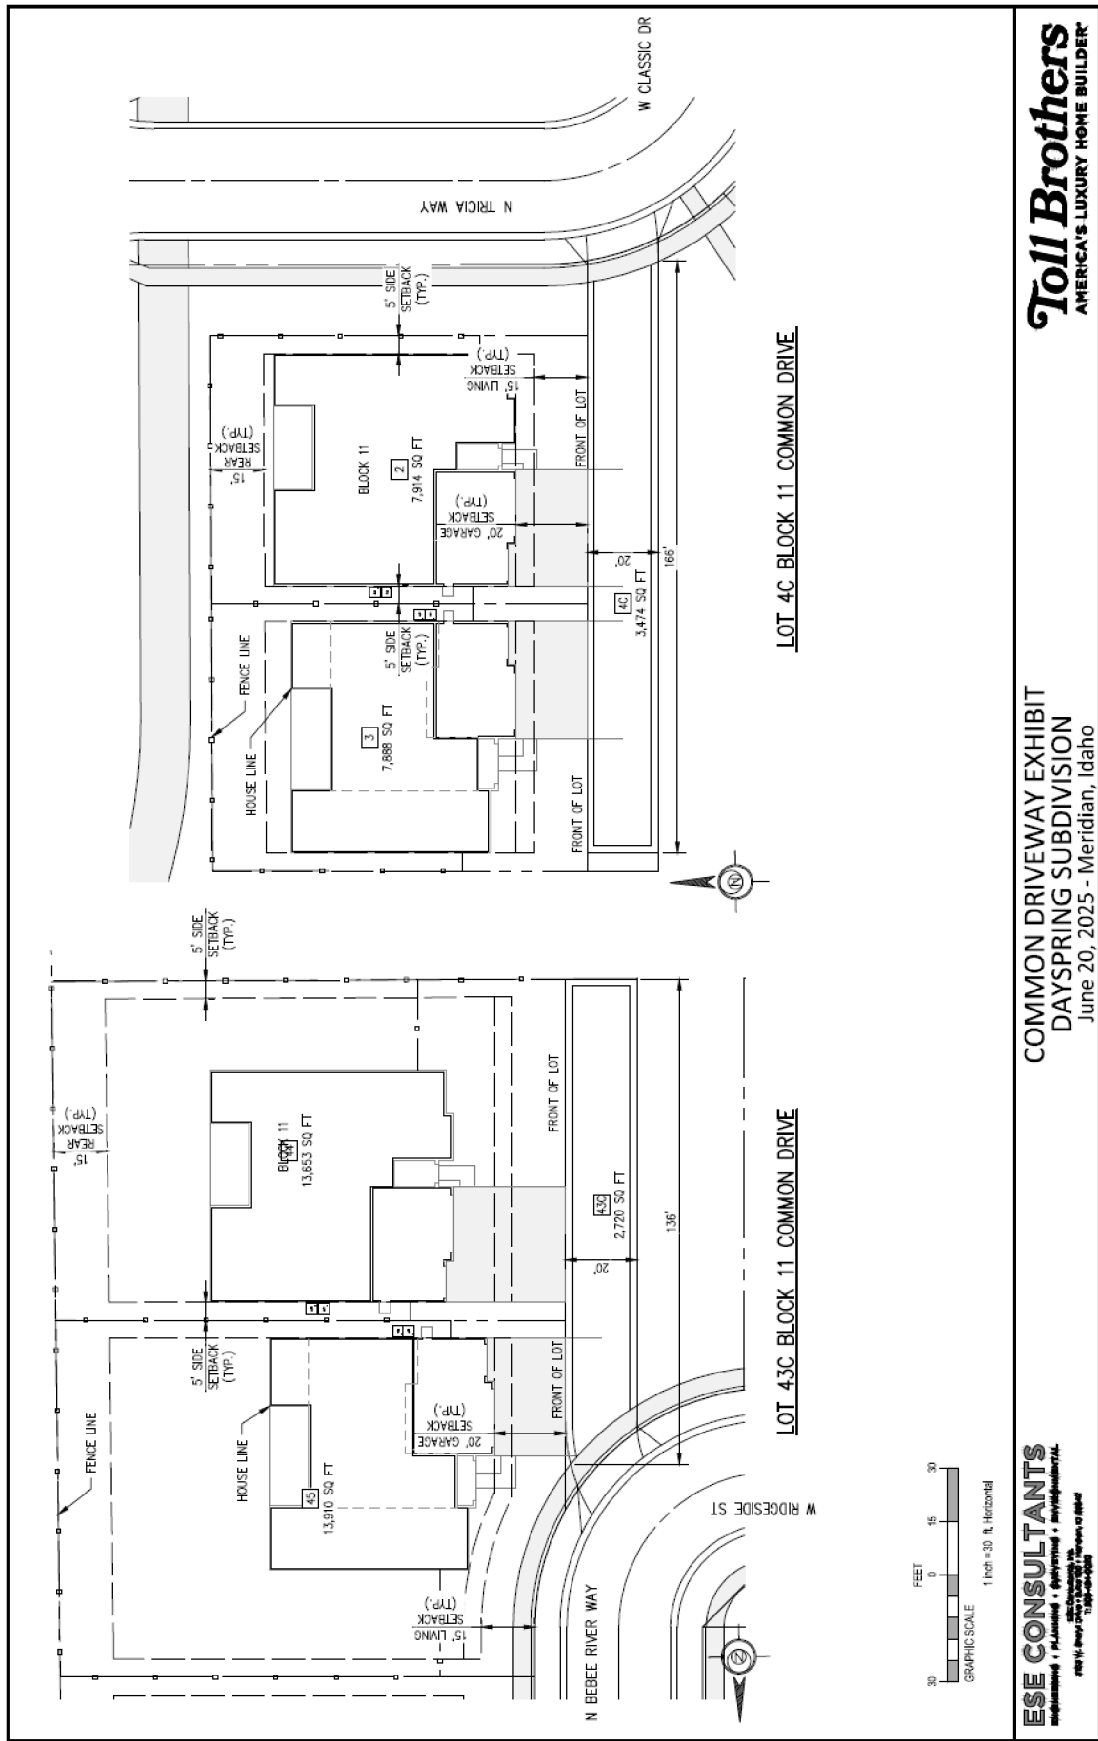 5' SIDE
SETBACK
(TYP.)
15'
REAR
SETBACK
(TYP.)
FENCE LINE
HOUSE LINE
5' SIDE
SETBACK
(TYP.)
BLOCK 11
44
13,653 SQ FT
45
13,910 SQ FT
20' GARAGE
SETBACK
(TYP.)
15' LIVING
SETBACK
(TYP.)
FRONT OF LOT
FRONT OF LOT
43C
2,720 SQ FT
20'
136'
N BEBEE RIVER WAY
W RIDGESIDE ST
LOT 43C BLOCK 11 COMMON DRIVE
N TRICIA WAY
W CLASSIC DR
15'
REAR
SETBACK
(TYP.)
5' SIDE
SETBACK
(TYP.)
FENCE LINE
HOUSE LINE
BLOCK 11
2
7,914 SQ FT
3
7,888 SQ FT
5' SIDE
SETBACK
(TYP.)
20' GARAGE
SETBACK
(TYP.)
15' LIVING
SETBACK
(TYP.)
FRONT OF LOT
FRONT OF LOT
4C
3,474 SQ FT
20'
166'
LOT 4C BLOCK 11 COMMON DRIVE
FEET
30 15 0 30
GRAPHIC SCALE
1 inch = 30 ft. Horizontal
ESE CONSULTANTS
COMMON DRIVEWAY EXHIBIT
DAYSPRING SUBDIVISION
June 20, 2025 - Meridian, Idaho
Toll Brothers
AMERICA'S LUXURY HOME BUILDER®